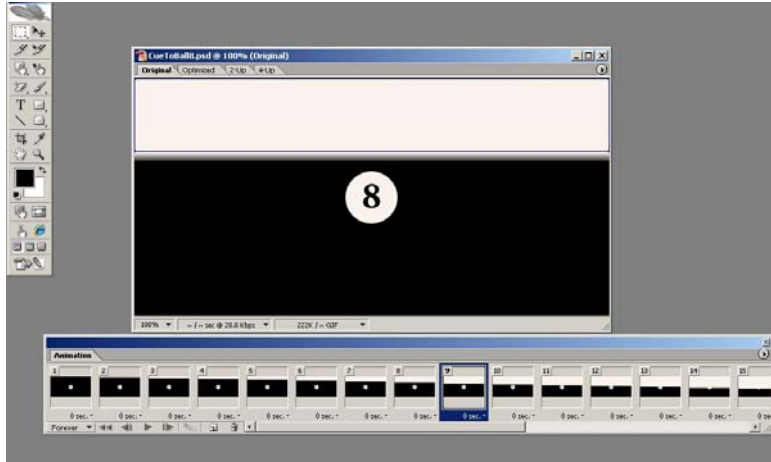 CueToBall8.psd @ 100% (Original)
Original Optimized 2-Up 4-Up
8
100% -- / -- sec @ 28.8 Kbps 222K / -- GIF
Animation
1 2 3 4 5 6 7 8 9 10 11 12 13 14 15
0 sec. 0 sec. 0 sec. 0 sec. 0 sec. 0 sec. 0 sec. 0 sec. 0 sec. 0 sec. 0 sec. 0 sec. 0 sec. 0 sec. 0 se
Forever